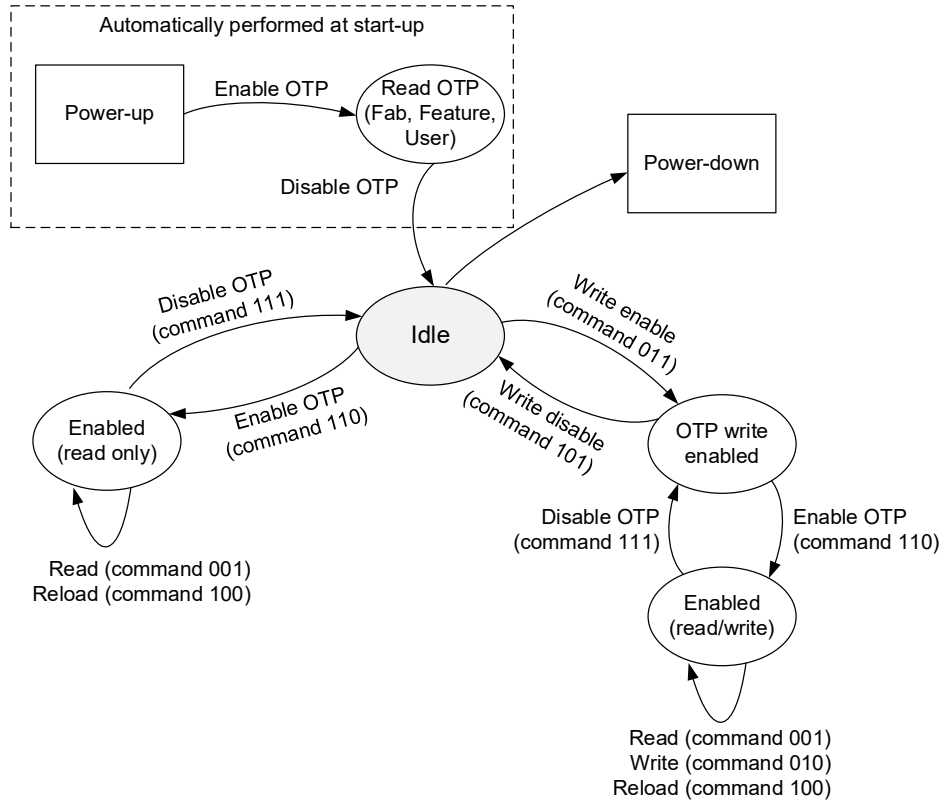 Automatically performed at start-up
Power-up
Enable OTP
Read OTP
(Fab, Feature,
User)
Disable OTP
Power-down
Disable OTP
(command 111)
Idle
Write enable
(command 011)
Enable OTP
(command 110)
Write disable
(command 101)
Enabled
(read only)
OTP write
enabled
Disable OTP
(command 111)
Enable OTP
(command 110)
Read (command 001)
Reload (command 100)
Enabled
(read/write)
Read (command 001)
Write (command 010)
Reload (command 100)